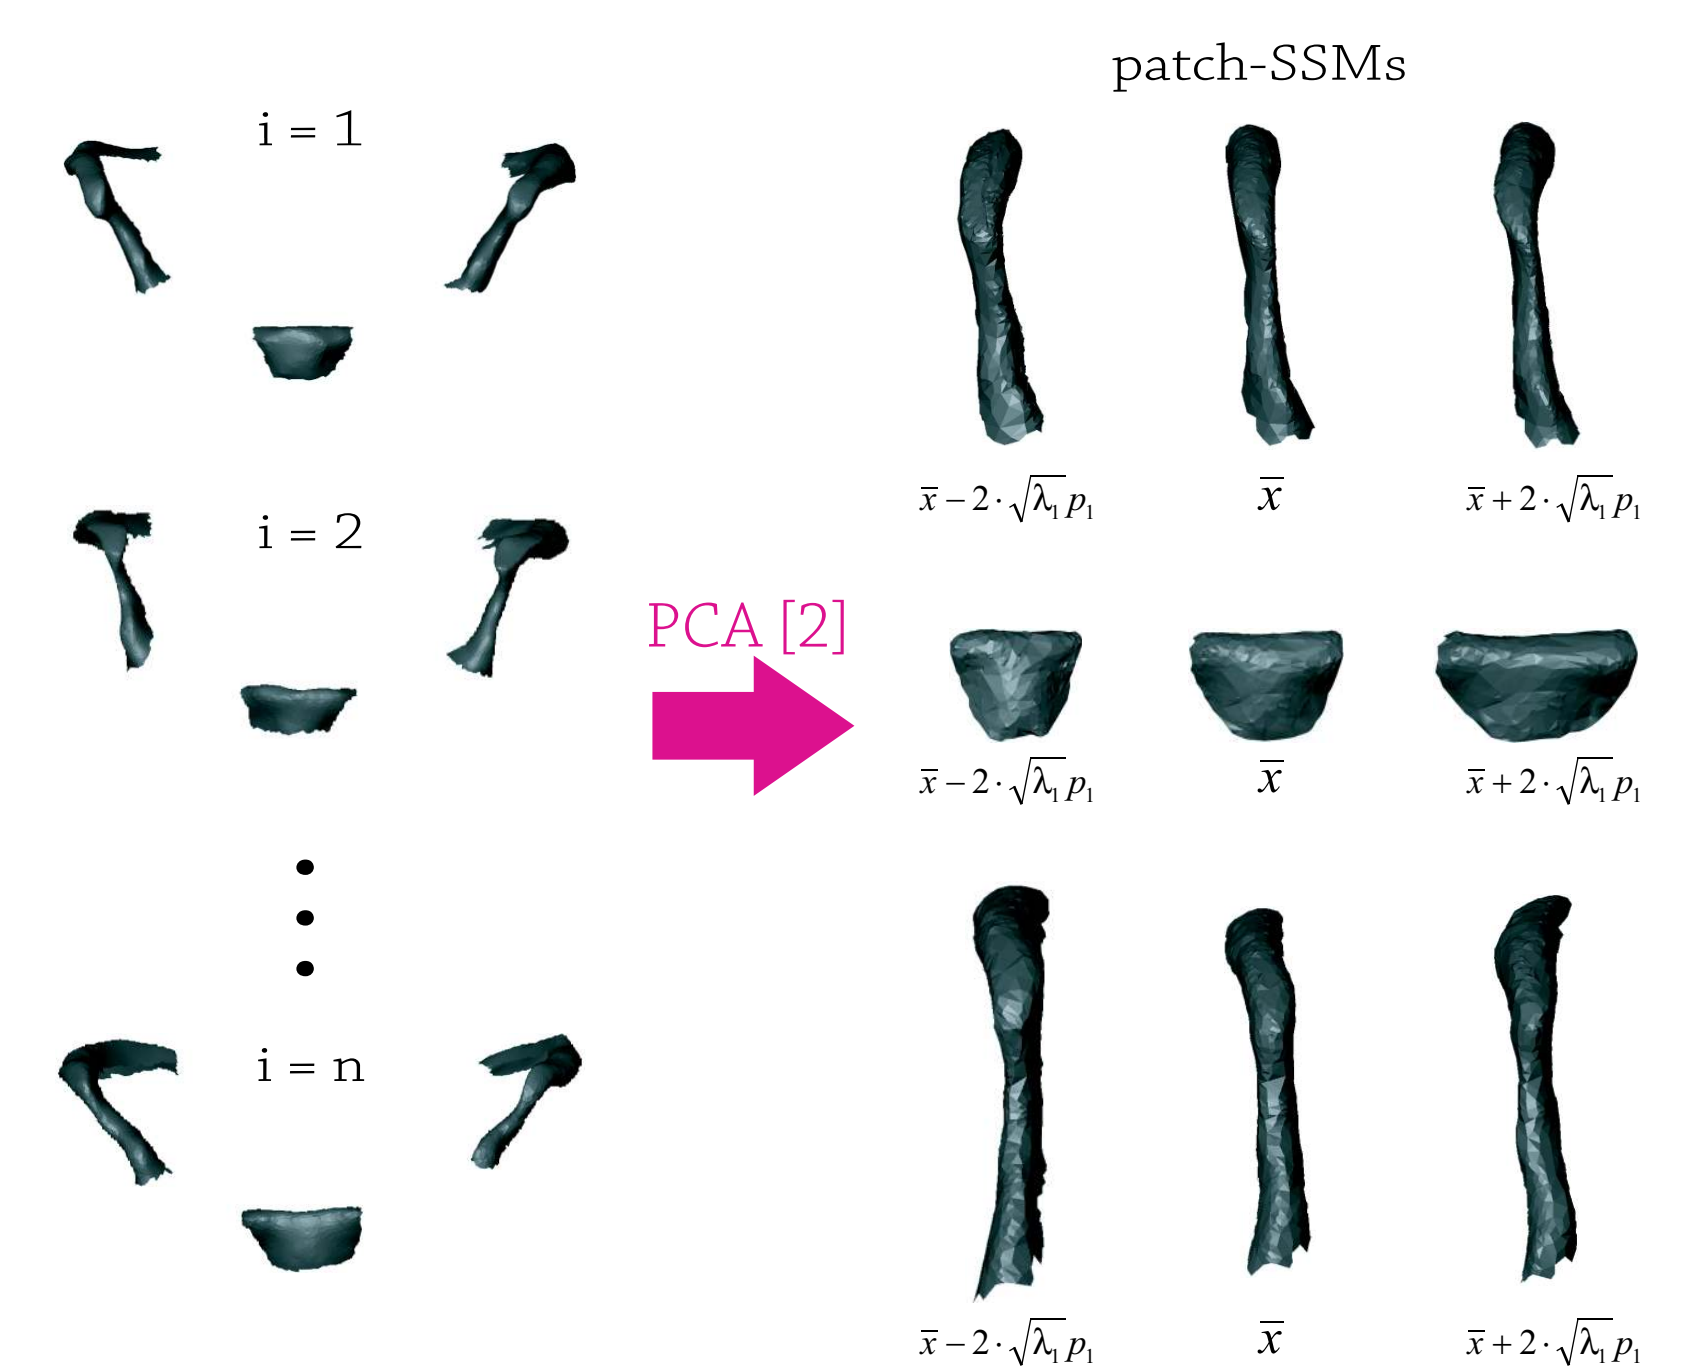 patch-SSMs
i = 1
x̄ − 2 · √λ₁ p₁
x̄
x̄ + 2 · √λ₁ p₁
i = 2
PCA [2]
x̄ − 2 · √λ₁ p₁
x̄
x̄ + 2 · √λ₁ p₁
i = n
x̄ − 2 · √λ₁ p₁
x̄
x̄ + 2 · √λ₁ p₁